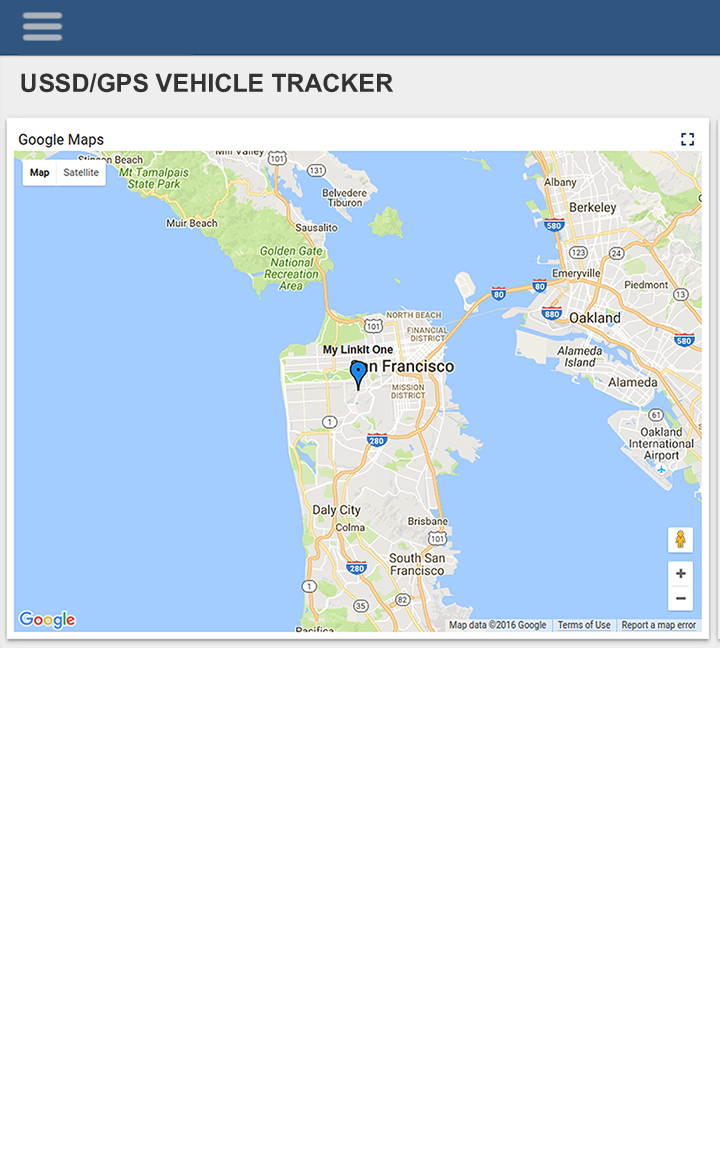 USSD/GPS VEHICLE TRACKER
Google Maps
Map Satellite
Stinson Beach
Mill Valley
101
131
Mt Tamalpais
State Park
Belvedere
Tiburon
Albany
Berkeley
Muir Beach
Sausalito
580
Golden Gate
National
Recreation
Area
123
24
Emeryville
80
80
Piedmont
13
880
Oakland
NORTH BEACH
101
FINANCIAL
DISTRICT
580
My LinkIt One
San Francisco
Alameda
Island
Alameda
MISSION
DISTRICT
1
61
280
Oakland
International
Airport
Daly City
Colma
Brisbane
101
South San
Francisco
280
1
35
82
Pacifica
+
−
Google
Map data ©2016 Google Terms of Use Report a map error